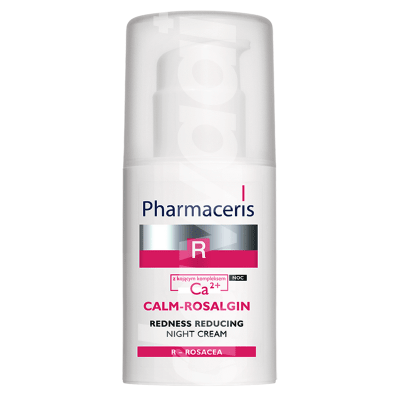 Pharmaceris
R
z kojącym kompleksem
NOC
Ca2+
CALM-ROSALGIN
REDNESS REDUCING
NIGHT CREAM
R – ROSACEA